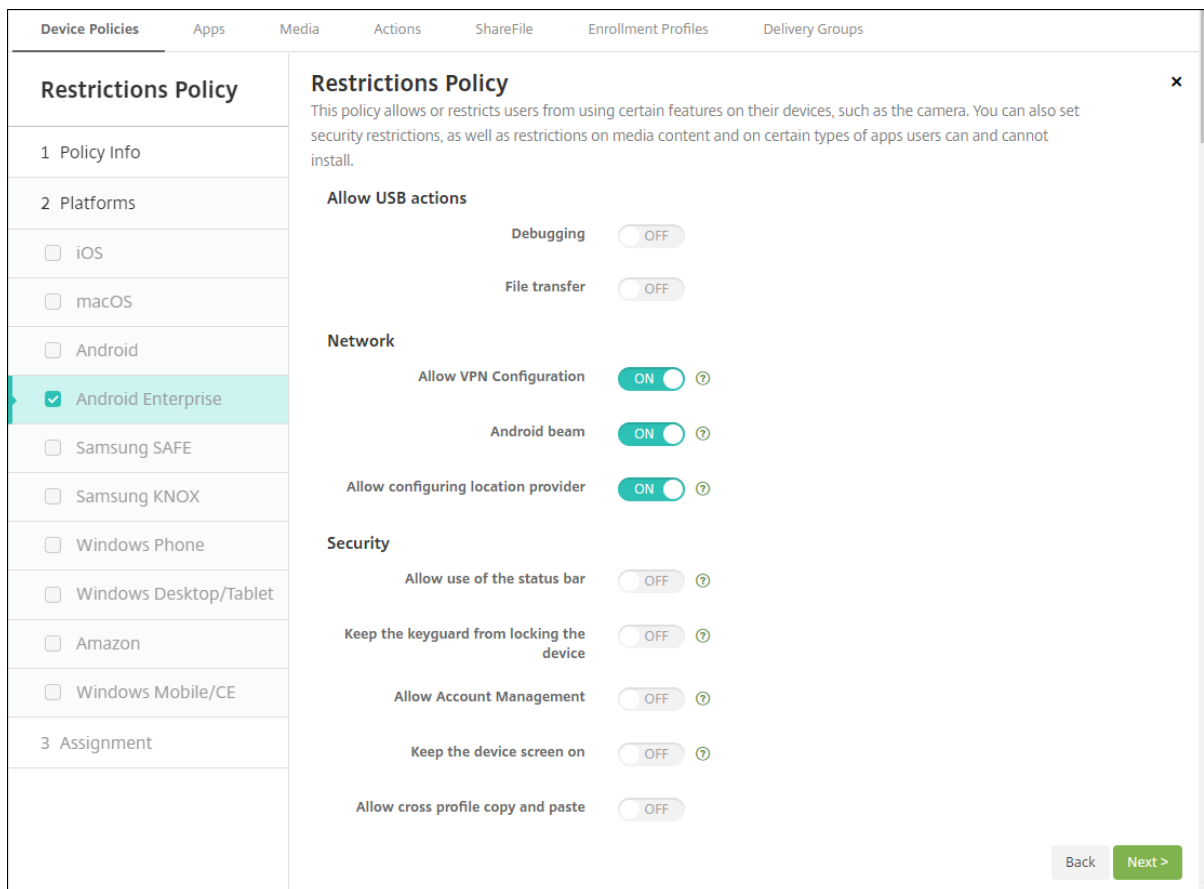 Device Policies Apps Media Actions ShareFile Enrollment Profiles Delivery Groups
Restrictions Policy
1 Policy Info
2 Platforms
iOS
macOS
Android
Android Enterprise
Samsung SAFE
Samsung KNOX
Windows Phone
Windows Desktop/Tablet
Amazon
Windows Mobile/CE
3 Assignment
Restrictions Policy
This policy allows or restricts users from using certain features on their devices, such as the camera. You can also set
security restrictions, as well as restrictions on media content and on certain types of apps users can and cannot
install.
Allow USB actions
Debugging OFF
File transfer OFF
Network
Allow VPN Configuration ON ?
Android beam ON ?
Allow configuring location provider ON ?
Security
Allow use of the status bar OFF ?
Keep the keyguard from locking the
device OFF ?
Allow Account Management OFF ?
Keep the device screen on OFF ?
Allow cross profile copy and paste OFF
Back Next >